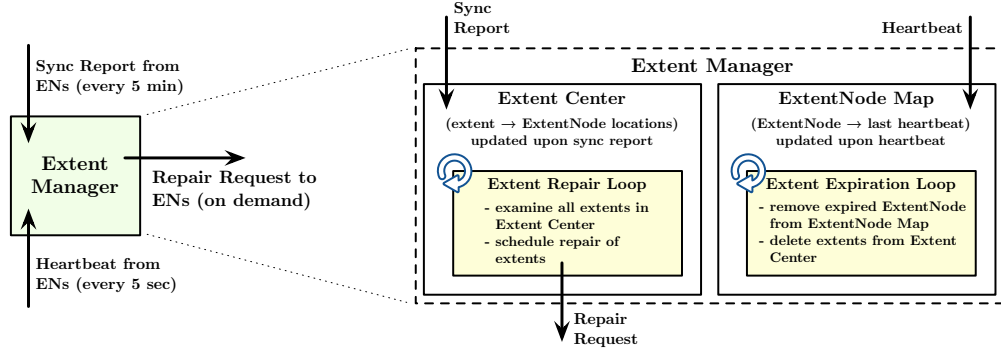 Sync Report from
ENs (every 5 min)
Extent
Manager
Repair Request to
ENs (on demand)
Heartbeat from
ENs (every 5 sec)
Sync
Report
Heartbeat
Extent Manager
Extent Center
(extent → ExtentNode locations)
updated upon sync report
Extent Repair Loop
- examine all extents in
Extent Center
- schedule repair of
extents
Repair
Request
ExtentNode Map
(ExtentNode → last heartbeat)
updated upon heartbeat
Extent Expiration Loop
- remove expired ExtentNode
from ExtentNode Map
- delete extents from Extent
Center